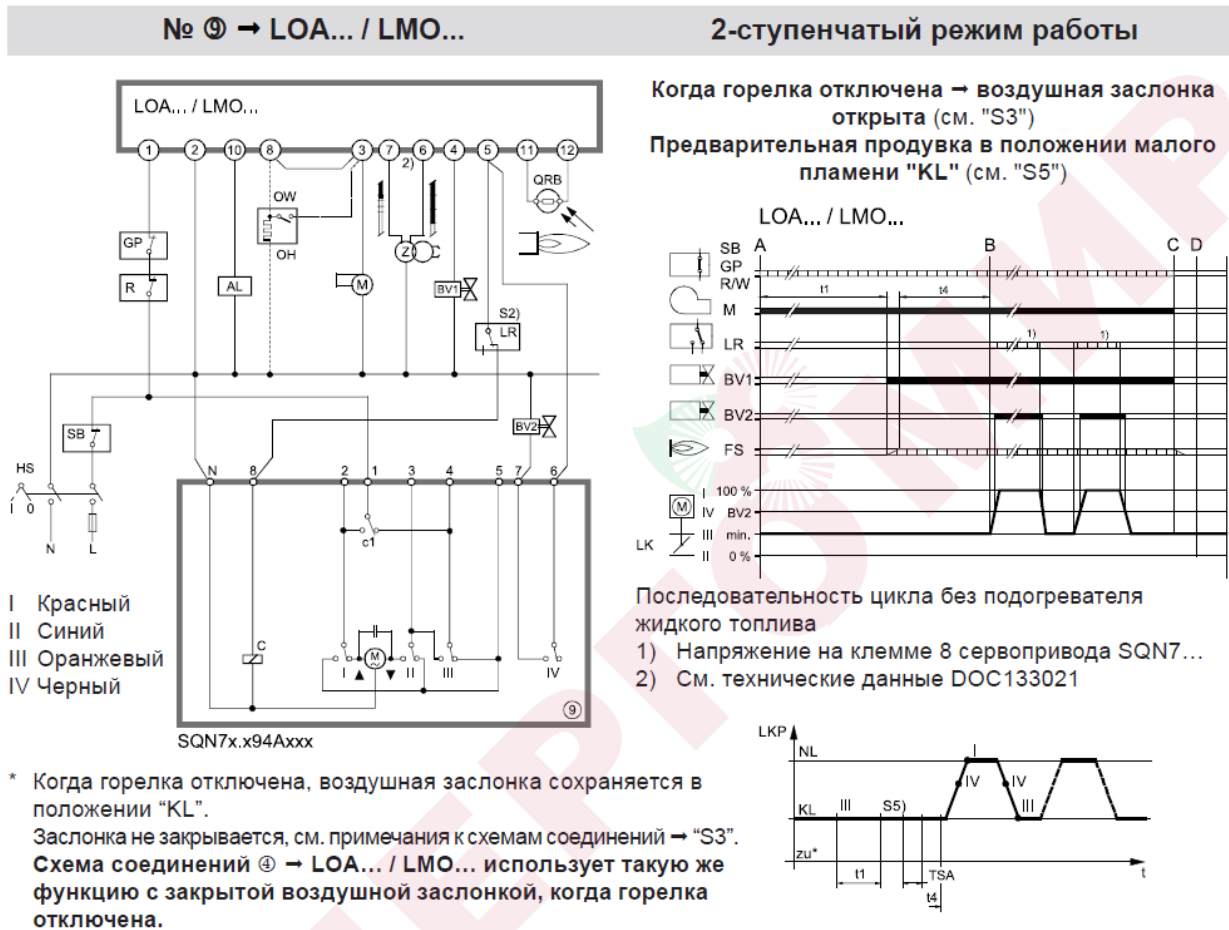 № ⑨ → LOA... / LMO...
2-ступенчатый режим работы
LOA... / LMO...
1 2 10 8 3 7 2) 6 4 5 11 12
QRB
OW
OH
GP
R
AL
M
Z
BV1
S2)
LR
BV2
SB
HS
I 0
N L
N 8 2 1 3 4 5 7 6
c1
C
I M II III IV
⑨
SQN7x.x94Axxx
I Красный
II Синий
III Оранжевый
IV Черный
* Когда горелка отключена, воздушная заслонка сохраняется в
положении “KL”.
Заслонка не закрывается, см. примечания к схемам соединений → “S3”.
Схема соединений ④ → LOA... / LMO... использует такую же
функцию с закрытой воздушной заслонкой, когда горелка
отключена.
Когда горелка отключена → воздушная заслонка
открыта (см. "S3")
Предварительная продувка в положении малого
пламени "KL" (см. "S5")
LOA... / LMO...
A B C D
SB
GP
R/W
t1 t4
M
LR
1) 1)
BV1
BV2
FS
M
I 100 %
IV BV2
III min.
LK
II 0 %
Последовательность цикла без подогревателя
жидкого топлива
1) Напряжение на клемме 8 сервопривода SQN7...
2) См. технические данные DOC133021
LKP
NL
I
IV IV
KL III S5) III
zu*
t1 TSA t
t4
ЭНЕРГОМИР